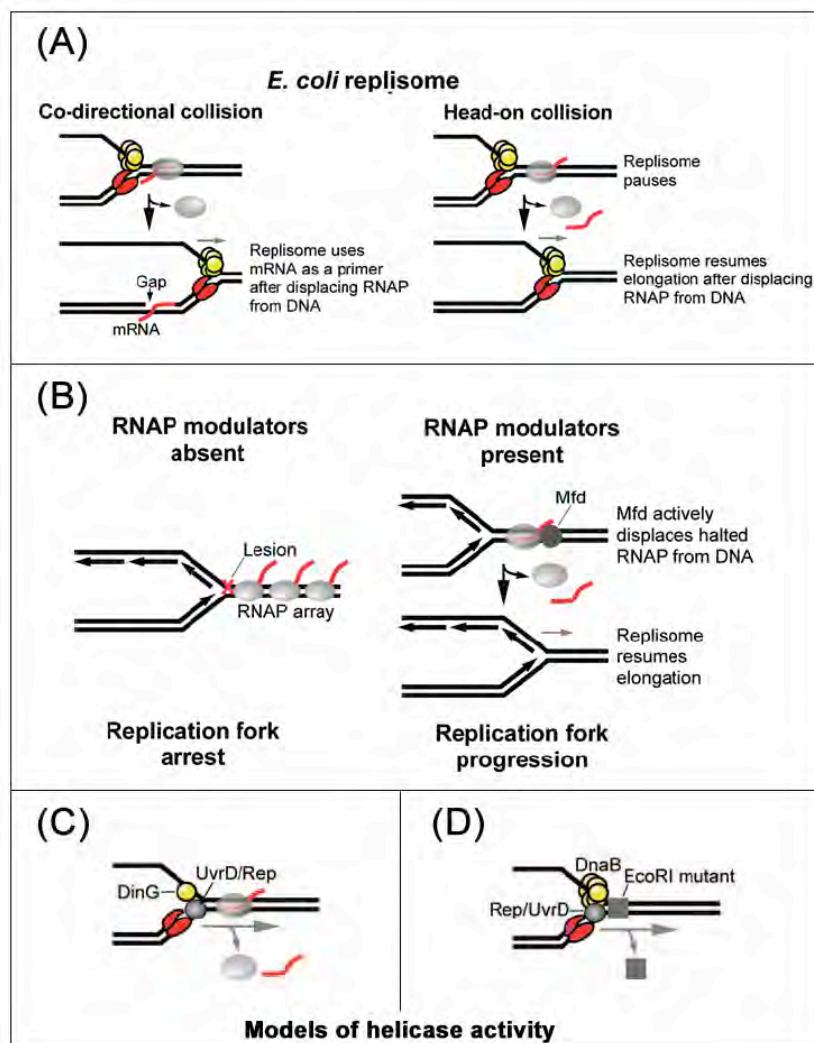 (A)
E. coli replisome
Co-directional collision
Head-on collision
Replisome
pauses
Replisome uses
mRNA as a primer
after displacing RNAP
from DNA
Gap
mRNA
Replisome resumes
elongation after displacing
RNAP from DNA
(B)
RNAP modulators
absent
Lesion
RNAP array
Replication fork
arrest
RNAP modulators
present
Mfd
Mfd actively
displaces halted
RNAP from DNA
Replisome
resumes
elongation
Replication fork
progression
(C)
UvrD/Rep
DinG
(D)
DnaB
EcoRI mutant
Rep/UvrD
Models of helicase activity